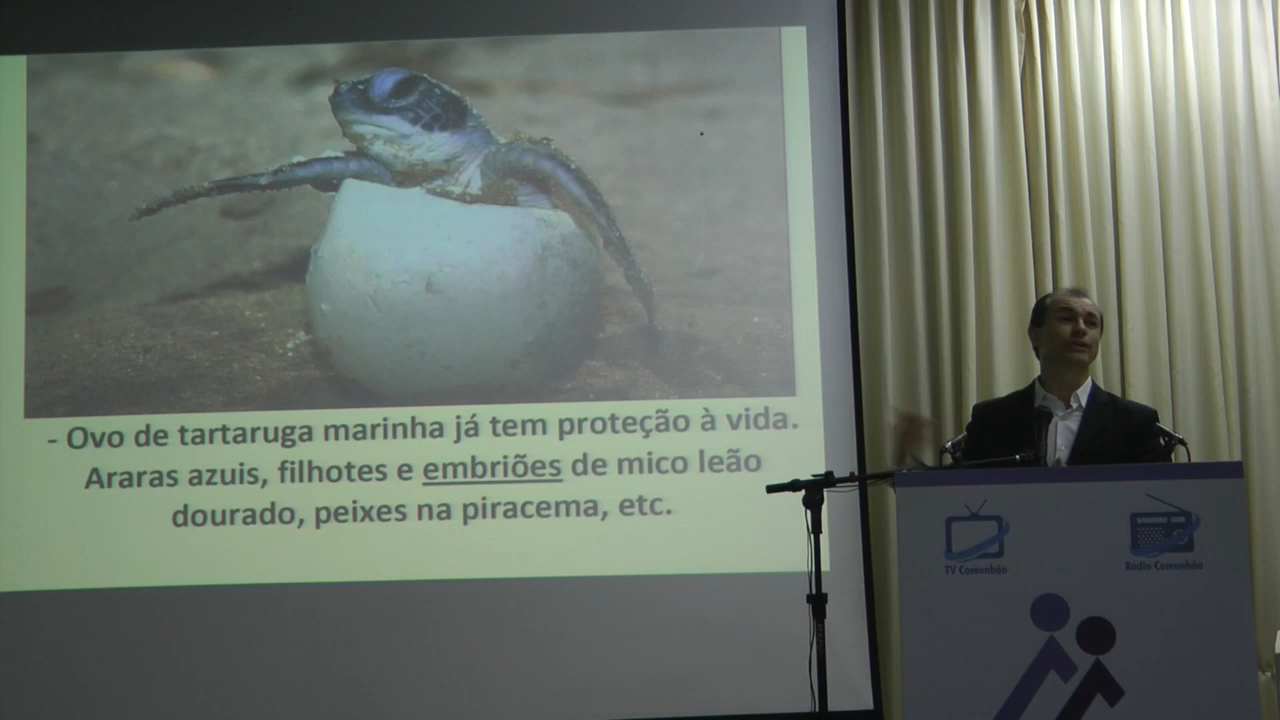 - Ovo de tartaruga marinha já tem proteção à vida.
Araras azuis, filhotes e embriões de mico leão
dourado, peixes na piracema, etc.
TV Comunhão
Rádio Comunhão